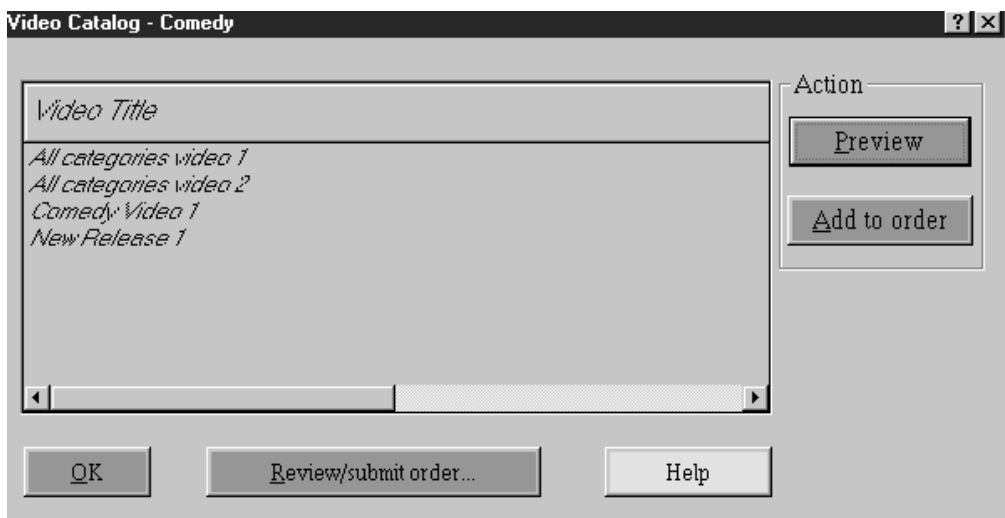 Video Catalog - Comedy
? X
Video Title
All categories video 1
All categories video 2
Comedy Video 1
New Release 1
Action
Preview
Add to order
OK
Review/submit order...
Help